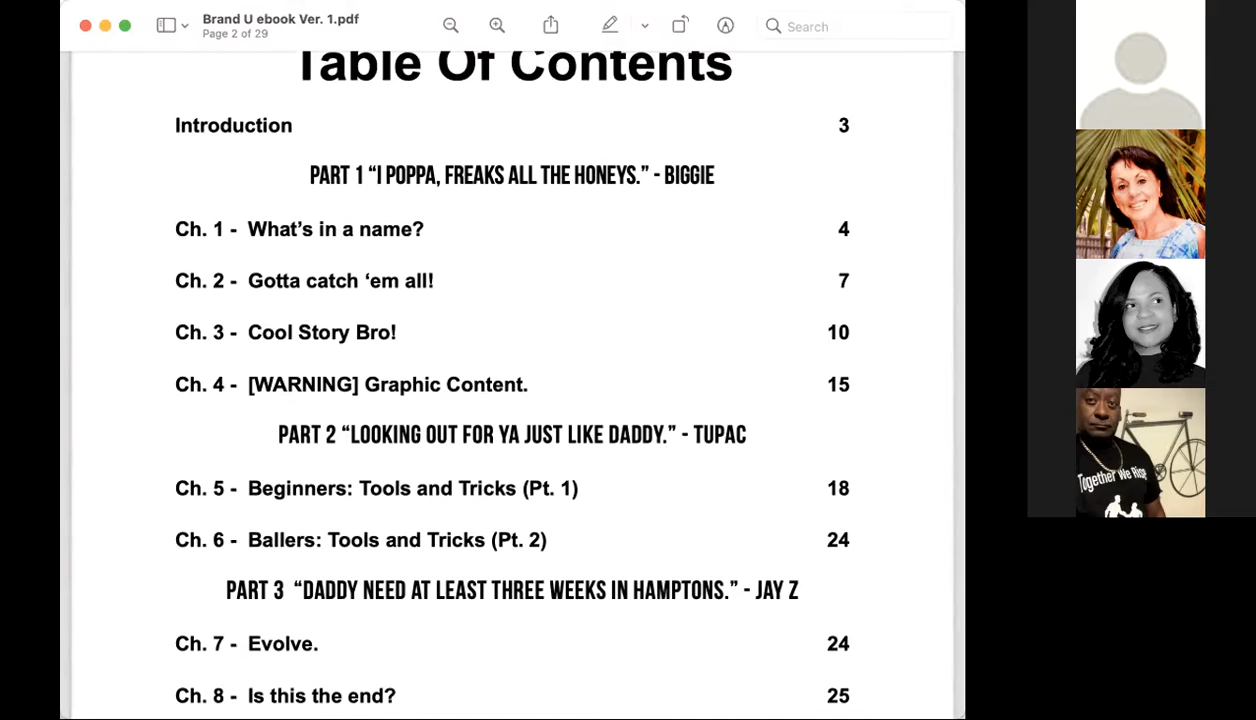 Brand U ebook Ver. 1.pdf
Page 2 of 29
Search
Table Of Contents
Introduction 3
PART 1 “I POPPA, FREAKS ALL THE HONEYS.” - BIGGIE
Ch. 1 - What’s in a name? 4
Ch. 2 - Gotta catch ‘em all! 7
Ch. 3 - Cool Story Bro! 10
Ch. 4 - [WARNING] Graphic Content. 15
PART 2 “LOOKING OUT FOR YA JUST LIKE DADDY.” - TUPAC
Ch. 5 - Beginners: Tools and Tricks (Pt. 1) 18
Ch. 6 - Ballers: Tools and Tricks (Pt. 2) 24
PART 3 “DADDY NEED AT LEAST THREE WEEKS IN HAMPTONS.” - JAY Z
Ch. 7 - Evolve. 24
Ch. 8 - Is this the end? 25
Together We Rise